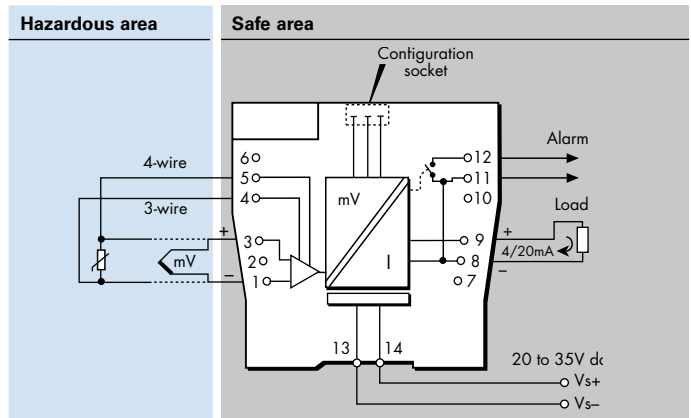 Hazardous area
Safe area
Configuration
socket
6
12
Alarm
4-wire
5
11
4
10
mV
3-wire
Load
+
+
3
9
4/20mA
mV
2
I
8
–
–
1
7
13
14
20 to 35V dc
Vs+
Vs–